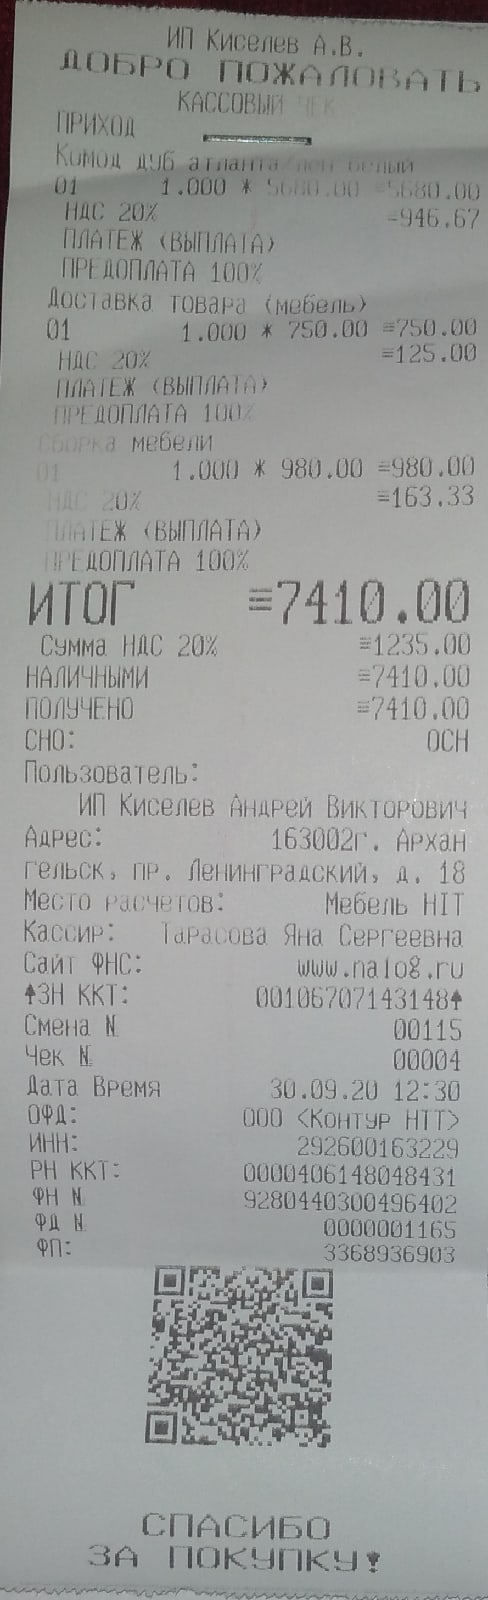 ИП Киселев А.В.
ДОБРО ПОЖАЛОВАТЬ
КАССОВЫЙ ЧЕК
ПРИХОД
Комод дуб атланта/лен белый
01 1.000 * 5680.00 =5680.00
НДС 20% =946.67
ПЛАТЕЖ (ВЫПЛАТА)
ПРЕДОПЛАТА 100%
Доставка товара (мебель)
01 1.000 * 750.00 =750.00
НДС 20% =125.00
ПЛАТЕЖ (ВЫПЛАТА)
ПРЕДОПЛАТА 100%
Сборка мебели
01 1.000 * 980.00 =980.00
НДС 20% =163.33
ПЛАТЕЖ (ВЫПЛАТА)
ПРЕДОПЛАТА 100%
ИТОГ =7410.00
Сумма НДС 20% =1235.00
НАЛИЧНЫМИ =7410.00
ПОЛУЧЕНО =7410.00
СНО: ОСН
Пользователь:
ИП Киселев Андрей Викторович
Адрес: 163002г. Архан
гельск, пр. Ленинградский, д. 18
Место расчетов: Мебель HIT
Кассир: Тарасова Яна Сергеевна
Сайт ФНС: www.nalog.ru
↑ЗН ККТ: 00106707143148↑
Смена N 00115
Чек N 00004
Дата Время 30.09.20 12:30
ОФД: ООО <Контур НТТ>
ИНН: 292600163229
РН ККТ: 0000406148048431
ФН N 9280440300496402
ФД N 0000001165
ФП: 3368936903
СПАСИБО
ЗА ПОКУПКУ!